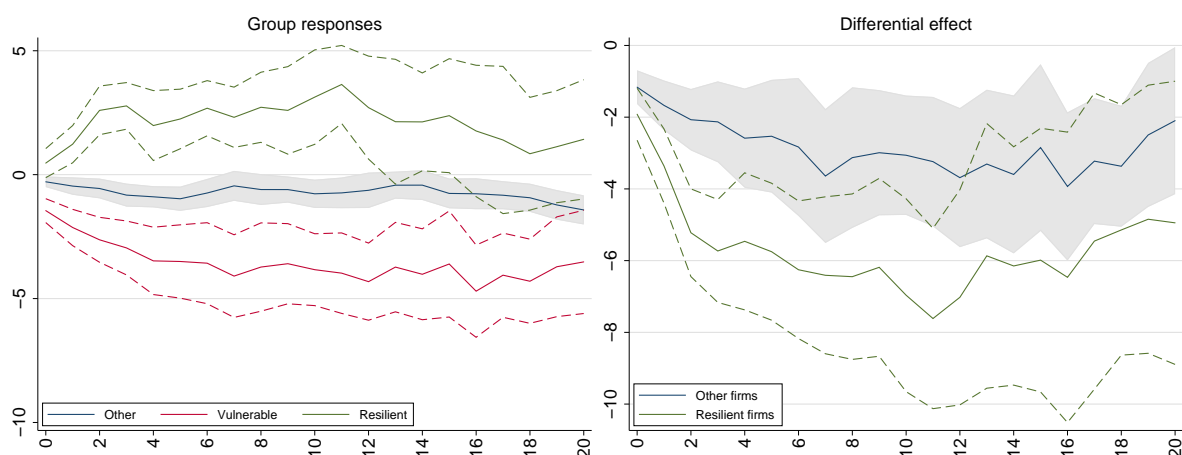 Group responses
5
0
−5
−10
Other Vulnerable Resilient
0 2 4 6 8 10 12 14 16 18 20
Differential effect
0
−2
−4
−6
−8
−10
Other firms
Resilient firms
0 2 4 6 8 10 12 14 16 18 20